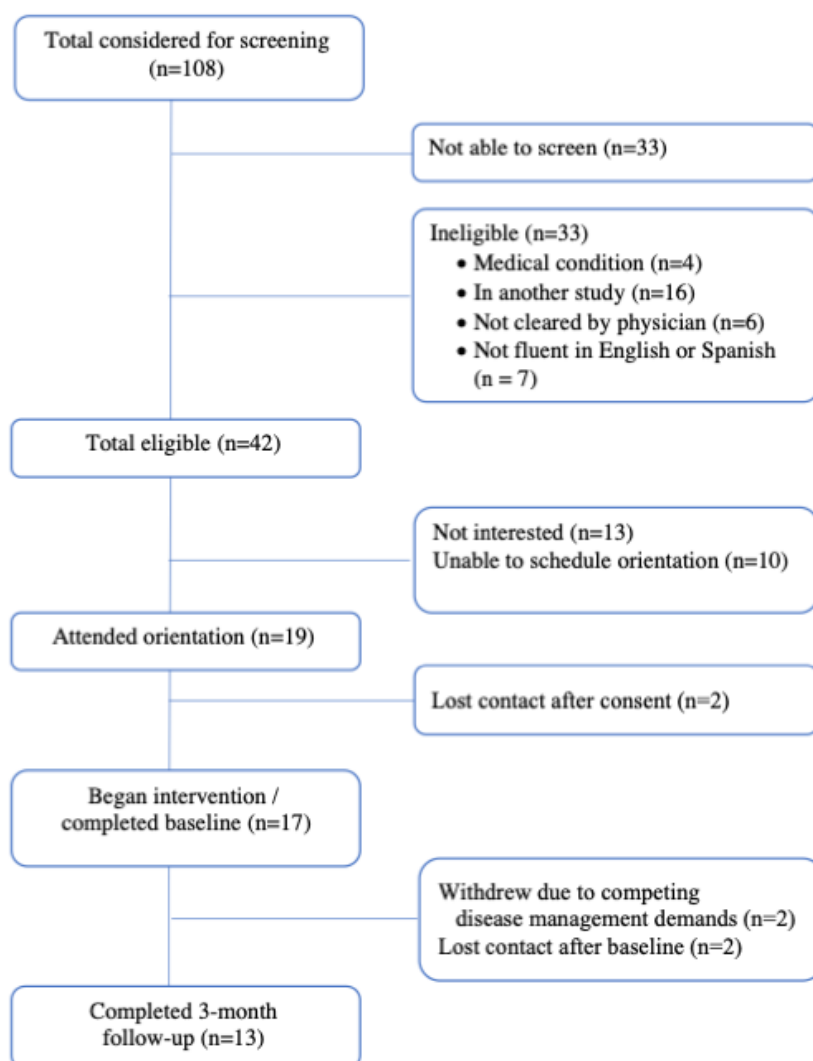 Total considered for screening
(n=108)
Not able to screen (n=33)
Ineligible (n=33)
• Medical condition (n=4)
• In another study (n=16)
• Not cleared by physician (n=6)
• Not fluent in English or Spanish
(n = 7)
Total eligible (n=42)
Not interested (n=13)
Unable to schedule orientation (n=10)
Attended orientation (n=19)
Lost contact after consent (n=2)
Began intervention /
completed baseline (n=17)
Withdrew due to competing
disease management demands (n=2)
Lost contact after baseline (n=2)
Completed 3-month
follow-up (n=13)